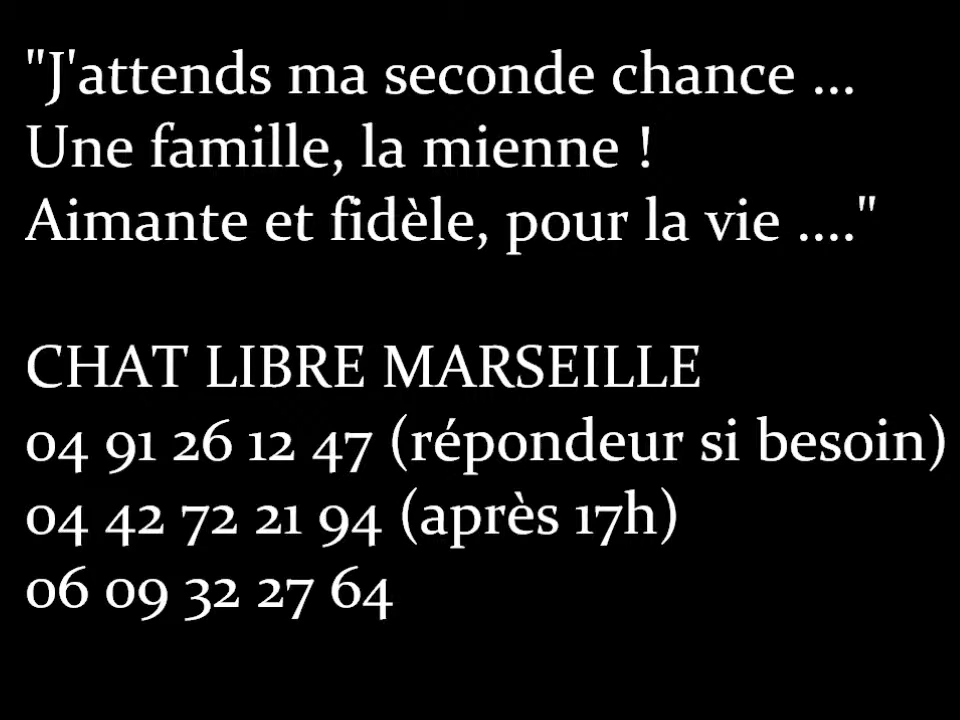 "J'attends ma seconde chance ...
Une famille, la mienne !
Aimante et fidèle, pour la vie ...."
CHAT LIBRE MARSEILLE
04 91 26 12 47 (répondeur si besoin)
04 42 72 21 94 (après 17h)
06 09 32 27 64